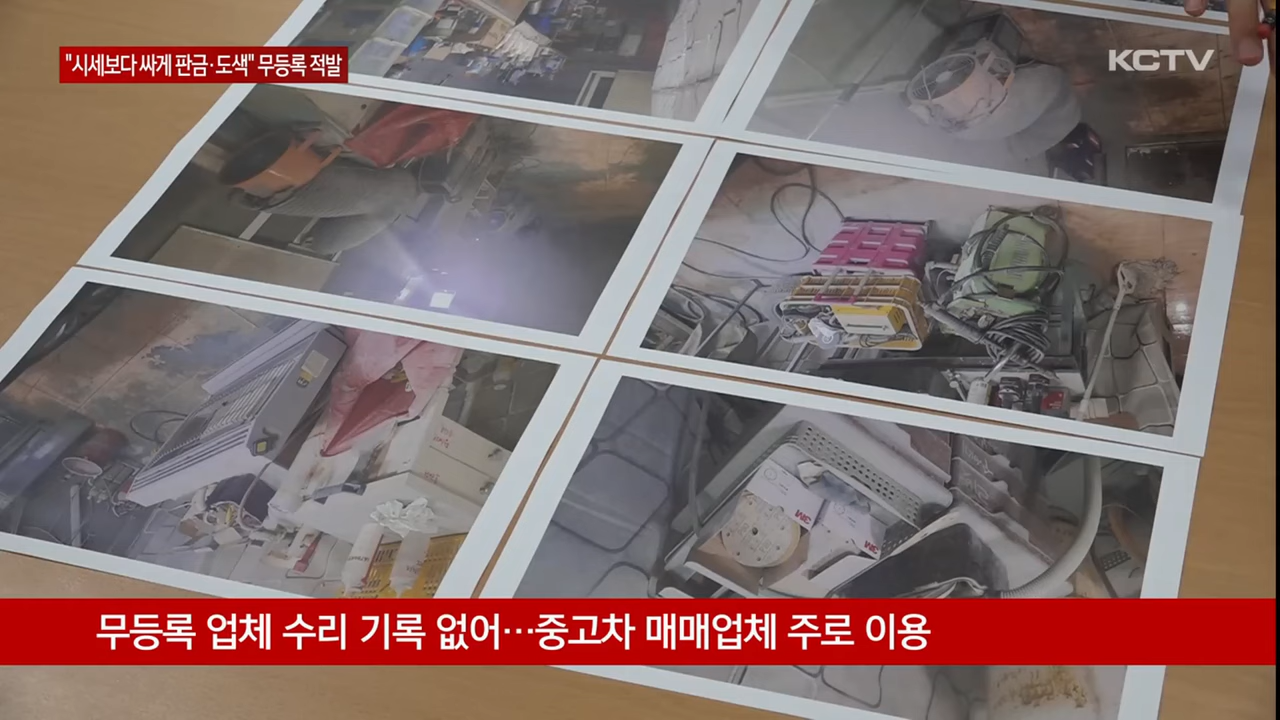 "시세보다 싸게 판금·도색" 무등록 적발
KCTV
3M
3M
무등록 업체 수리 기록 없어…중고차 매매업체 주로 이용